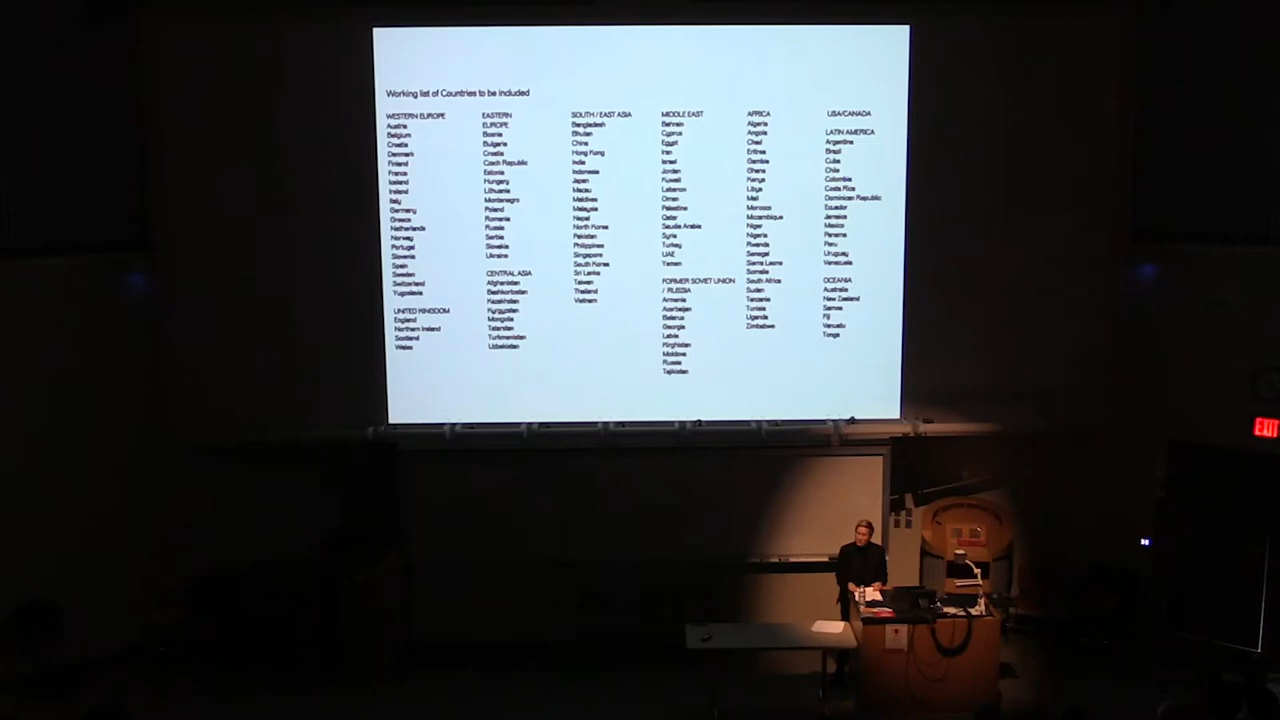 Working list of Countries to be included
WESTERN EUROPE
Austria
Belgium
Croatia
Denmark
Finland
France
Iceland
Ireland
Italy
Germany
Greece
Netherlands
Norway
Portugal
Slovenia
Spain
Sweden
Switzerland
Yugoslavia
UNITED KINGDOM
England
Northern Ireland
Scotland
Wales
EASTERN
EUROPE
Bosnia
Bulgaria
Croatia
Czech Republic
Estonia
Hungary
Lithuania
Montenegro
Poland
Romania
Russia
Serbia
Slovakia
Ukraine
CENTRAL ASIA
Afghanistan
Bashkortostan
Kazakhstan
Kyrgyzstan
Mongolia
Tatarstan
Turkmenistan
Uzbekistan
SOUTH / EAST ASIA
Bangladesh
Bhutan
China
Hong Kong
India
Indonesia
Japan
Macau
Maldives
Malaysia
Nepal
North Korea
Pakistan
Philippines
Singapore
South Korea
Sri Lanka
Taiwan
Thailand
Vietnam
MIDDLE EAST
Bahrain
Cyprus
Egypt
Iran
Israel
Jordan
Kuwait
Lebanon
Oman
Palestine
Qatar
Saudia Arabia
Syria
Turkey
UAE
Yemen
FORMER SOVIET UNION
/ RUSSIA
Armenia
Azerbaijan
Belarus
Georgia
Latvia
Kirghistan
Moldova
Russia
Tajikistan
AFRICA
Algeria
Angola
Chad
Eritrea
Gambia
Ghana
Kenya
Libya
Mali
Morocco
Mozambique
Niger
Nigeria
Rwanda
Senegal
Sierra Leone
Somalia
South Africa
Sudan
Tanzania
Tunisia
Uganda
Zimbabwe
USA/CANADA
LATIN AMERICA
Argentina
Brazil
Cuba
Chile
Colombia
Costa Rica
Dominican Republic
Ecuador
Jamaica
Mexico
Panama
Peru
Uruguay
Venezuela
OCEANIA
Australia
New Zealand
Samoa
Fiji
Vanuatu
Tonga
EXIT